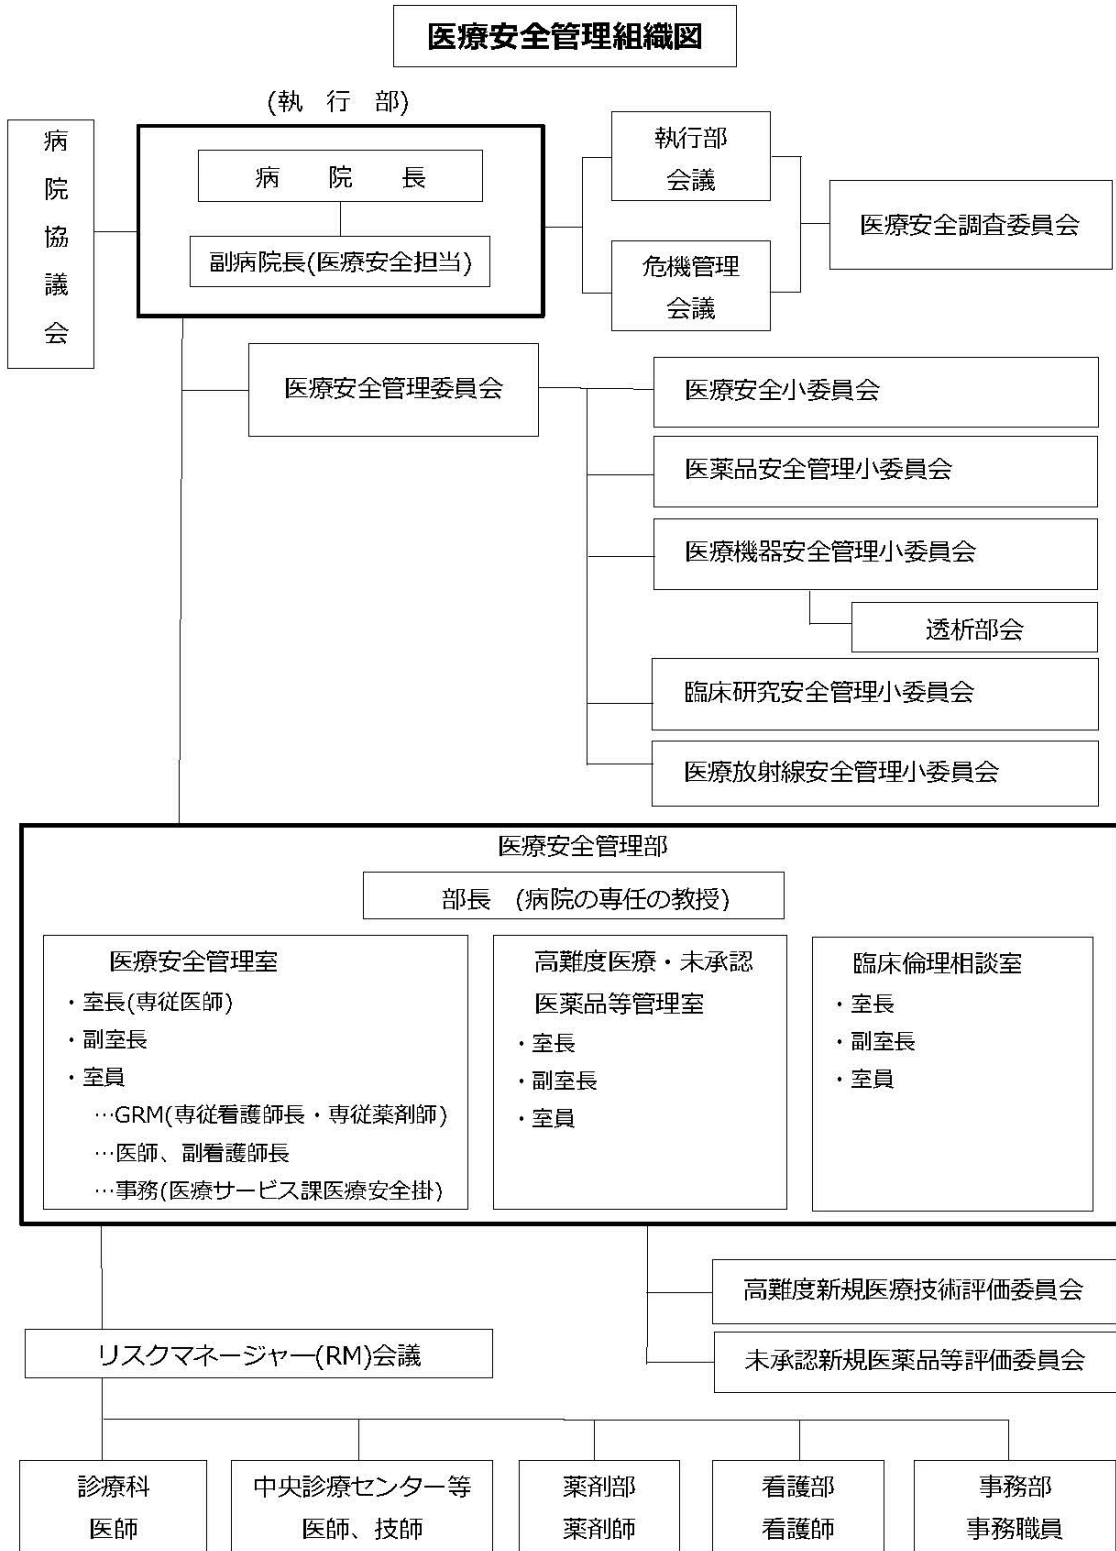 医療安全管理組織図
(執 行 部)
病院協議会
病 院 長
副病院長(医療安全担当)
執行部
会議
危機管理
会議
医療安全調査委員会
医療安全管理委員会
医療安全小委員会
医薬品安全管理小委員会
医療機器安全管理小委員会
透析部会
臨床研究安全管理小委員会
医療放射線安全管理小委員会
医療安全管理部
部長 (病院の専任の教授)
医療安全管理室
・室長(専従医師)
・副室長
・室員
…GRM(専従看護師長・専従薬剤師)
…医師、副看護師長
…事務(医療サービス課医療安全掛)
高難度医療・未承認
医薬品等管理室
・室長
・副室長
・室員
臨床倫理相談室
・室長
・副室長
・室員
高難度新規医療技術評価委員会
未承認新規医薬品等評価委員会
リスクマネージャー(RM)会議
診療科
医師
中央診療センター等
医師、技師
薬剤部
薬剤師
看護部
看護師
事務部
事務職員